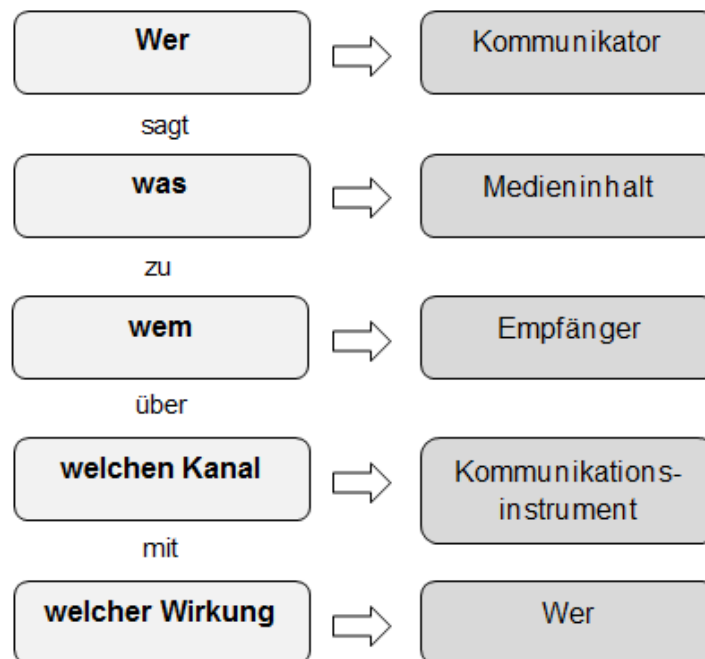 Wer
Kommunikator
sagt
was
Medieninhalt
zu
wem
Empfänger
über
welchen Kanal
Kommunikations-
instrument
mit
welcher Wirkung
Wer